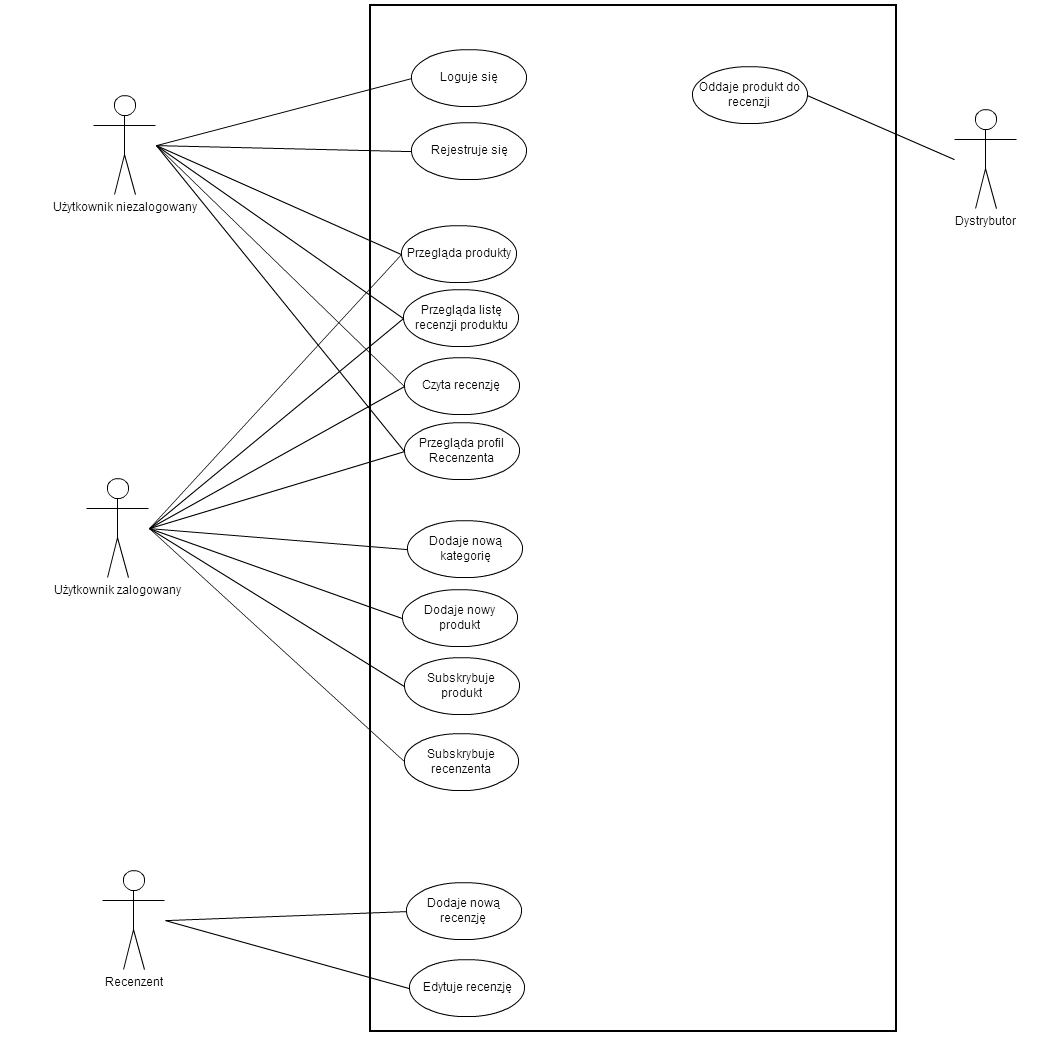 Loguje się
Oddaje produkt do
recenzji
Rejestruje się
Użytkownik niezalogowany
Dystrybutor
Przegląda produkty
Przegląda listę
recenzji produktu
Czyta recenzję
Przegląda profil
Recenzenta
Dodaje nową
kategorię
Użytkownik zalogowany
Dodaje nowy
produkt
Subskrybuje
produkt
Subskrybuje
recenzenta
Dodaje nową
recenzję
Recenzent
Edytuje recenzję